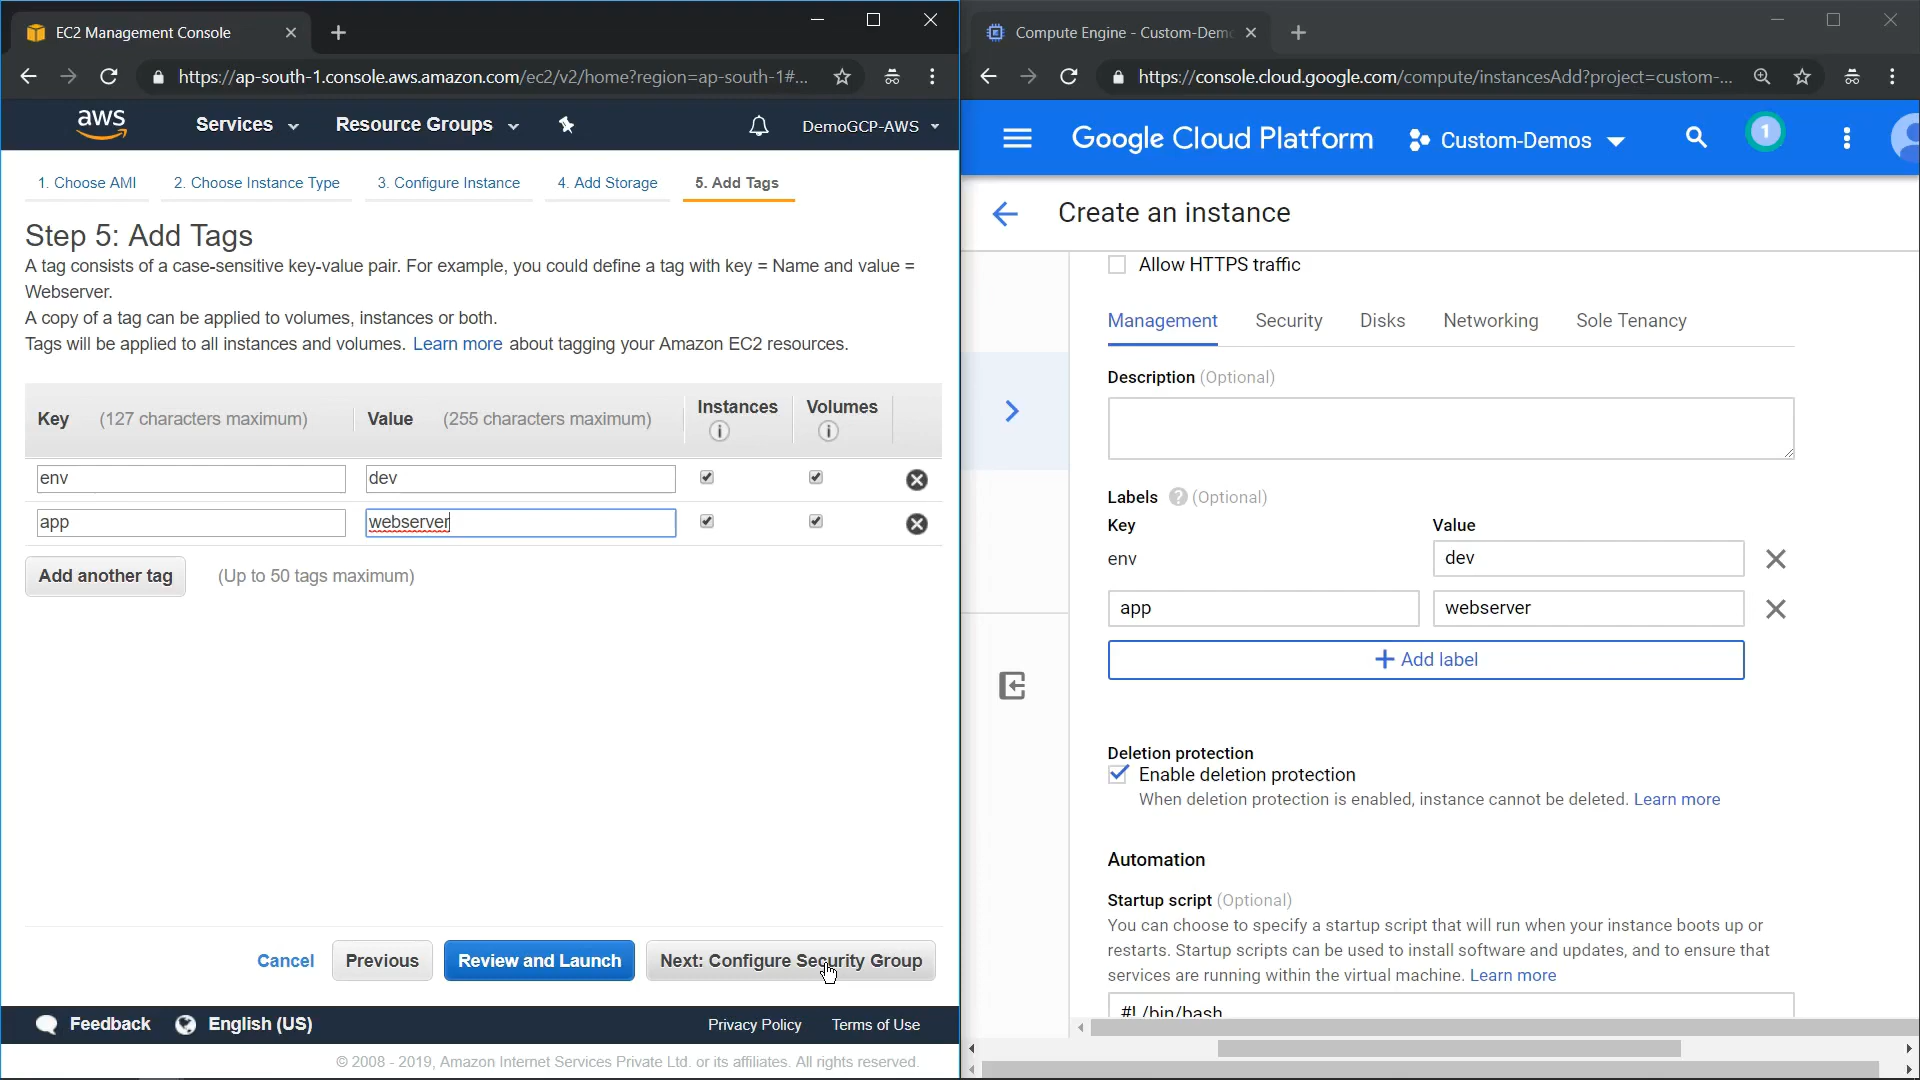 EC2 Management Console
https://ap-south-1.console.aws.amazon.com/ec2/v2/home?region=ap-south-1#...
aws
Services
Resource Groups
DemoGCP-AWS
1. Choose AMI
2. Choose Instance Type
3. Configure Instance
4. Add Storage
5. Add Tags
Step 5: Add Tags
A tag consists of a case-sensitive key-value pair. For example, you could define a tag with key = Name and value =
Webserver.
A copy of a tag can be applied to volumes, instances or both.
Tags will be applied to all instances and volumes. Learn more about tagging your Amazon EC2 resources.
Key (127 characters maximum)
Value (255 characters maximum)
Instances
Volumes
env
dev
app
webserver
Add another tag
(Up to 50 tags maximum)
Cancel
Previous
Review and Launch
Next: Configure Security Group
Feedback
English (US)
Privacy Policy
Terms of Use
© 2008 - 2019, Amazon Internet Services Private Ltd. or its affiliates. All rights reserved.
Compute Engine - Custom-Dem
https://console.cloud.google.com/compute/instancesAdd?project=custom-...
Google Cloud Platform
Custom-Demos
1
Create an instance
Allow HTTPS traffic
Management
Security
Disks
Networking
Sole Tenancy
Description (Optional)
Labels ? (Optional)
Key
Value
env
dev
app
webserver
Add label
Deletion protection
Enable deletion protection
When deletion protection is enabled, instance cannot be deleted. Learn more
Automation
Startup script (Optional)
You can choose to specify a startup script that will run when your instance boots up or
restarts. Startup scripts can be used to install software and updates, and to ensure that
services are running within the virtual machine. Learn more
#! /bin/bash